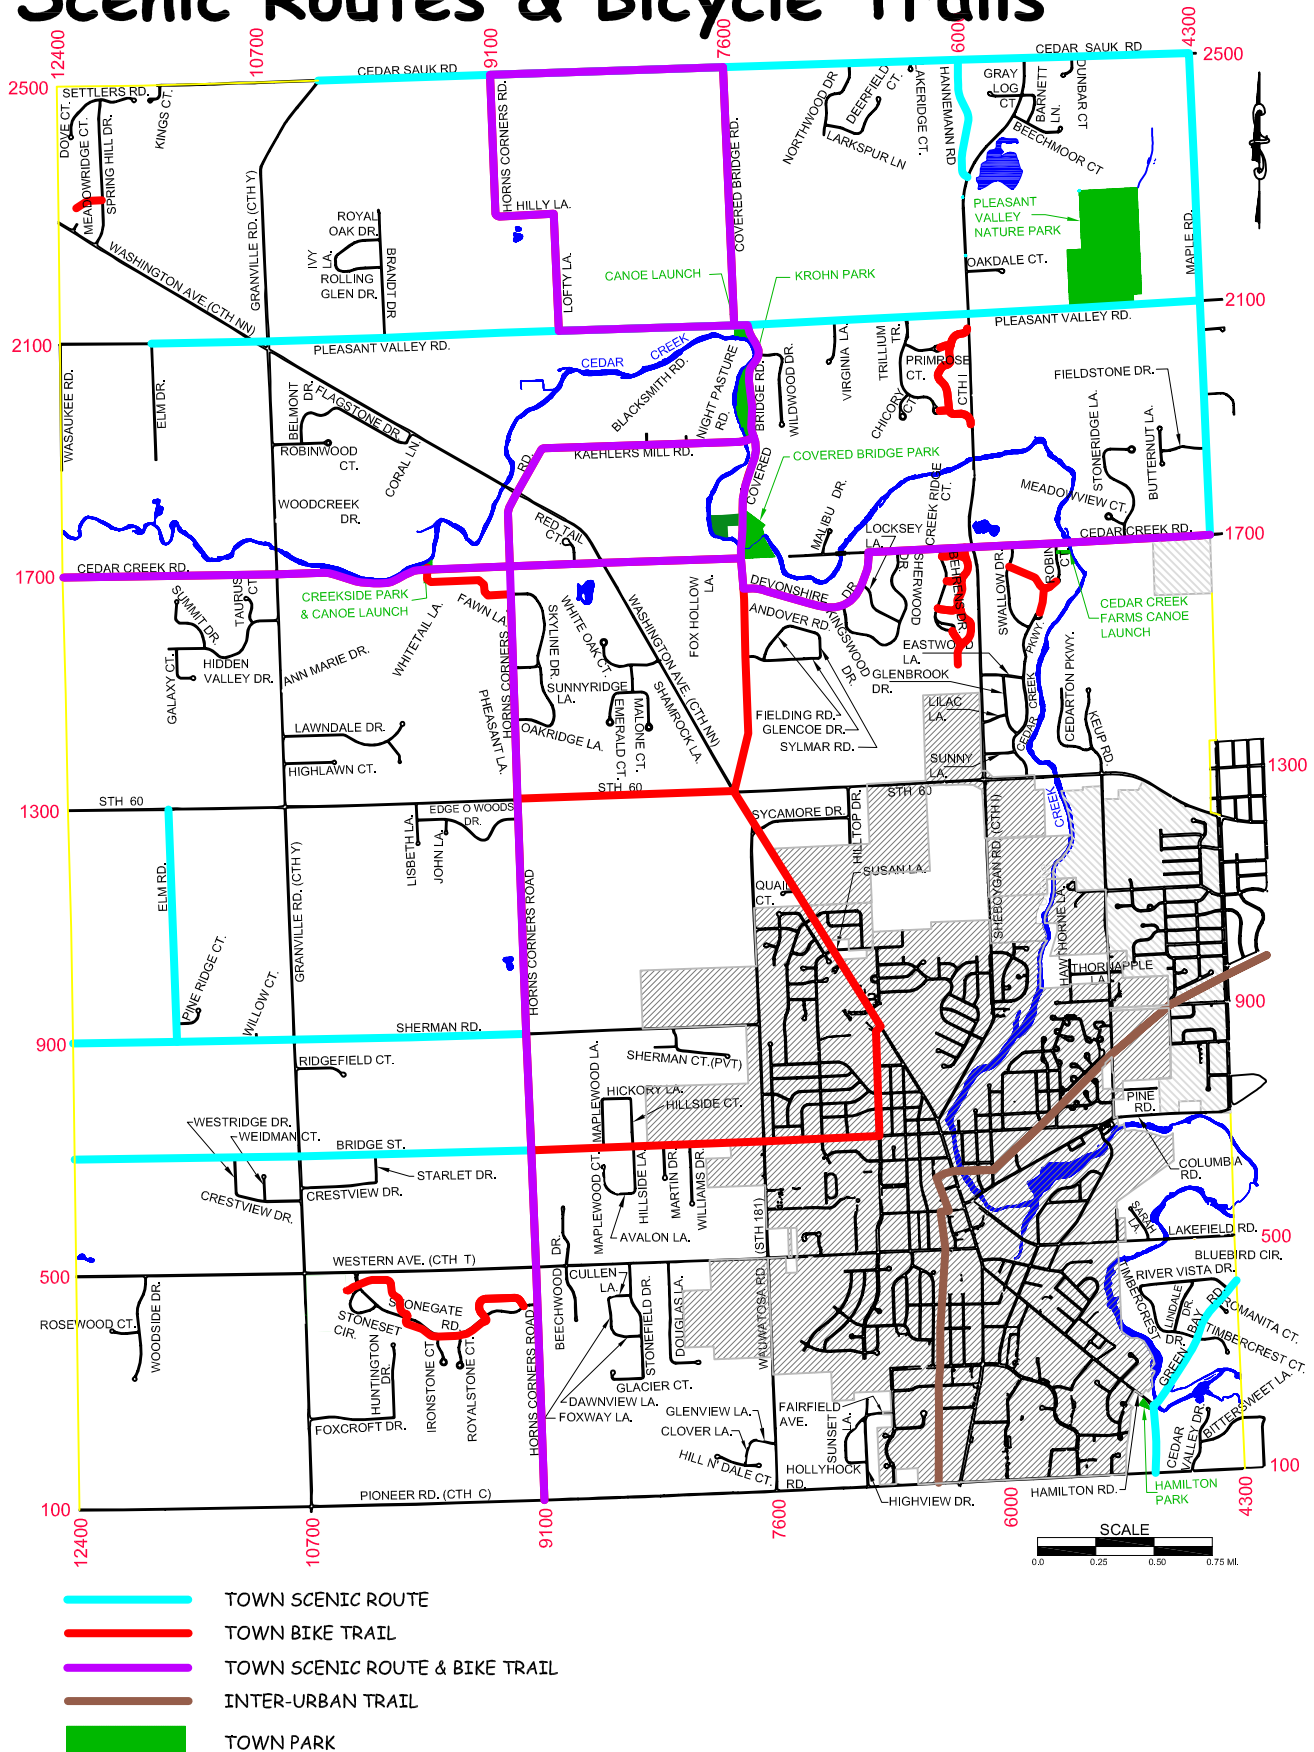 Scenic Routes & Bicycle Trails
12400
10700
9100
7600
6000
4300
2500
CEDAR SAUK RD
CEDAR SAUK RD
2500
SETTLERS RD.
DOVE CT.
KINGS CT.
MEADOWRIDGE CT.
SPRING HILL DR.
GRANVILLE RD. (CTH Y)
HORNS CORNERS RD.
COVERED BRIDGE RD.
NORTHWOOD DR
DEERFIELD
CT.
LARKSPUR LN
AKERIDGE CT.
HANNEMANN RD
GRAY
LOG
CT
BARNETT
LN.
DUNBAR CT
BEECHMOOR CT
HILLY LA.
ROYAL
OAK DR.
IVY
LA.
ROLLING
GLEN DR.
BRANDT DR
LOFTY LA.
WASHINGTON AVE.(CTH NN)
PLEASANT
VALLEY
NATURE PARK
MAPLE RD.
OAKDALE CT.
CANOE LAUNCH
KROHN PARK
2100
PLEASANT VALLEY RD.
PLEASANT VALLEY RD.
2100
WASAUKEE RD.
ELM DR.
BELMONT
DR.
FLAGSTONE DR.
ROBINWOOD
CT.
CORAL LN
WOODCREEK
DR.
CEDAR
CREEK
BLACKSMITH RD.
NIGHT PASTURE
RD.
BRIDGE RD.
WILDWOOD DR.
VIRGINIA LA.
TRILLIUM
TR.
PRIMROSE
CT.
CHICORY
CT.
CTH I
FIELDSTONE DR.
STONERIDGE LA.
BUTTERNUT LA.
RD.
KAEHLERS MILL RD.
COVERED BRIDGE PARK
COVERED
MALIBU DR.
LOCKSEY
LA.
CREEK RIDGE
CT.
MEADOWVIEW CT.
CEDAR CREEK RD.
1700
RED TAIL
CT.
1700
CEDAR CREEK RD.
CREEKSIDE PARK
& CANOE LAUNCH
SUMMIT DR.
TAURUS
CT.
HIDDEN
VALLEY DR.
GALAXY CT.
ANN MARIE DR.
WHITETAIL LA.
FAWN LA.
HORNS CORNERS
PHEASANT LA.
SKYLINE DR.
WHITE OAK CT.
SUNNYRIDGE
LA.
OAKRIDGE LA.
EMERALD CT.
MALONE CT.
SHAMROCK LA.
WASHINGTON AVE. (CTH NN)
FOX HOLLOW
LA.
DEVONSHIRE
DR.
ANDOVER RD.
KINGSWOOD
DR.
SHERWOOD
DR
BEHRENS DR.
SWALLOW DR.
ROBIN
CT.
CEDAR CREEK
FARMS CANOE
LAUNCH
EASTWOOD
LA.
GLENBROOK
DR.
LILAC
LA.
SUNNY
LA.
CEDAR CREEK PKWY.
CEDARTON PKWY.
KEUP RD.
FIELDING RD.
GLENCOE DR.
SYLMAR RD.
LAWNDALE DR.
HIGHLAWN CT.
1300
STH 60
STH 60
STH 60
1300
LISBETH LA.
JOHN LA.
EDGE O WOODS
DR.
SYCAMORE DR.
HILLTOP DR.
SUSAN LA.
QUAIL
CT.
SHEBOYGAN RD. (CTH I)
CREEK
HAWTHORNE LA.
THORNAPPLE
LA.
ELM RD.
GRANVILLE RD. (CTH Y)
HORNS CORNERS ROAD
PINE RIDGE CT.
WILLOW CT.
900
SHERMAN RD.
900
RIDGEFIELD CT.
SHERMAN CT.(PVT)
MAPLEWOOD LA.
HICKORY LA.
HILLSIDE CT.
PINE
RD.
WESTRIDGE DR.
WEIDMAN CT.
BRIDGE ST.
STARLET DR.
CRESTVIEW DR.
CRESTVIEW DR.
MAPLEWOOD CT.
HILLSIDE LA.
MARTIN DR.
WILLIAMS DR.
AVALON LA.
COLUMBIA
RD.
SARAH
LA.
LAKEFIELD RD.
500
BLUEBIRD CIR.
RIVER VISTA DR.
WESTERN AVE. (CTH T)
500
WAUWATOSA RD. (STH 181)
BEECHWOOD DR.
CULLEN
LA.
STONEFIELD DR.
DOUGLAS LA.
WOODSIDE DR.
ROSEWOOD CT.
STONEGATE
RD.
STONESET
CIR.
HUNTINGTON
DR.
IRONSTONE CT.
ROYALSTONE CT.
HORNS CORNERS ROAD
TIMBERCREST
DR.
LINDALE
DR.
GREEN BAY RD.
ROMANITA CT.
TIMBERCREST CT.
BITTERSWEET LA.
GLACIER CT.
DAWNVIEW LA.
FOXWAY LA.
FOXCROFT DR.
GLENVIEW LA.
CLOVER LA.
HILL N' DALE CT.
FAIRFIELD
AVE.
SUNSET
LA.
HOLLYHOCK
RD.
HIGHVIEW DR.
HAMILTON RD.
CEDAR
VALLEY DR.
HAMILTON
PARK
100
PIONEER RD. (CTH C)
100
12400
10700
9100
7600
6000
4300
SCALE
0.0 0.25 0.50 0.75 MI.
TOWN SCENIC ROUTE
TOWN BIKE TRAIL
TOWN SCENIC ROUTE & BIKE TRAIL
INTER-URBAN TRAIL
TOWN PARK